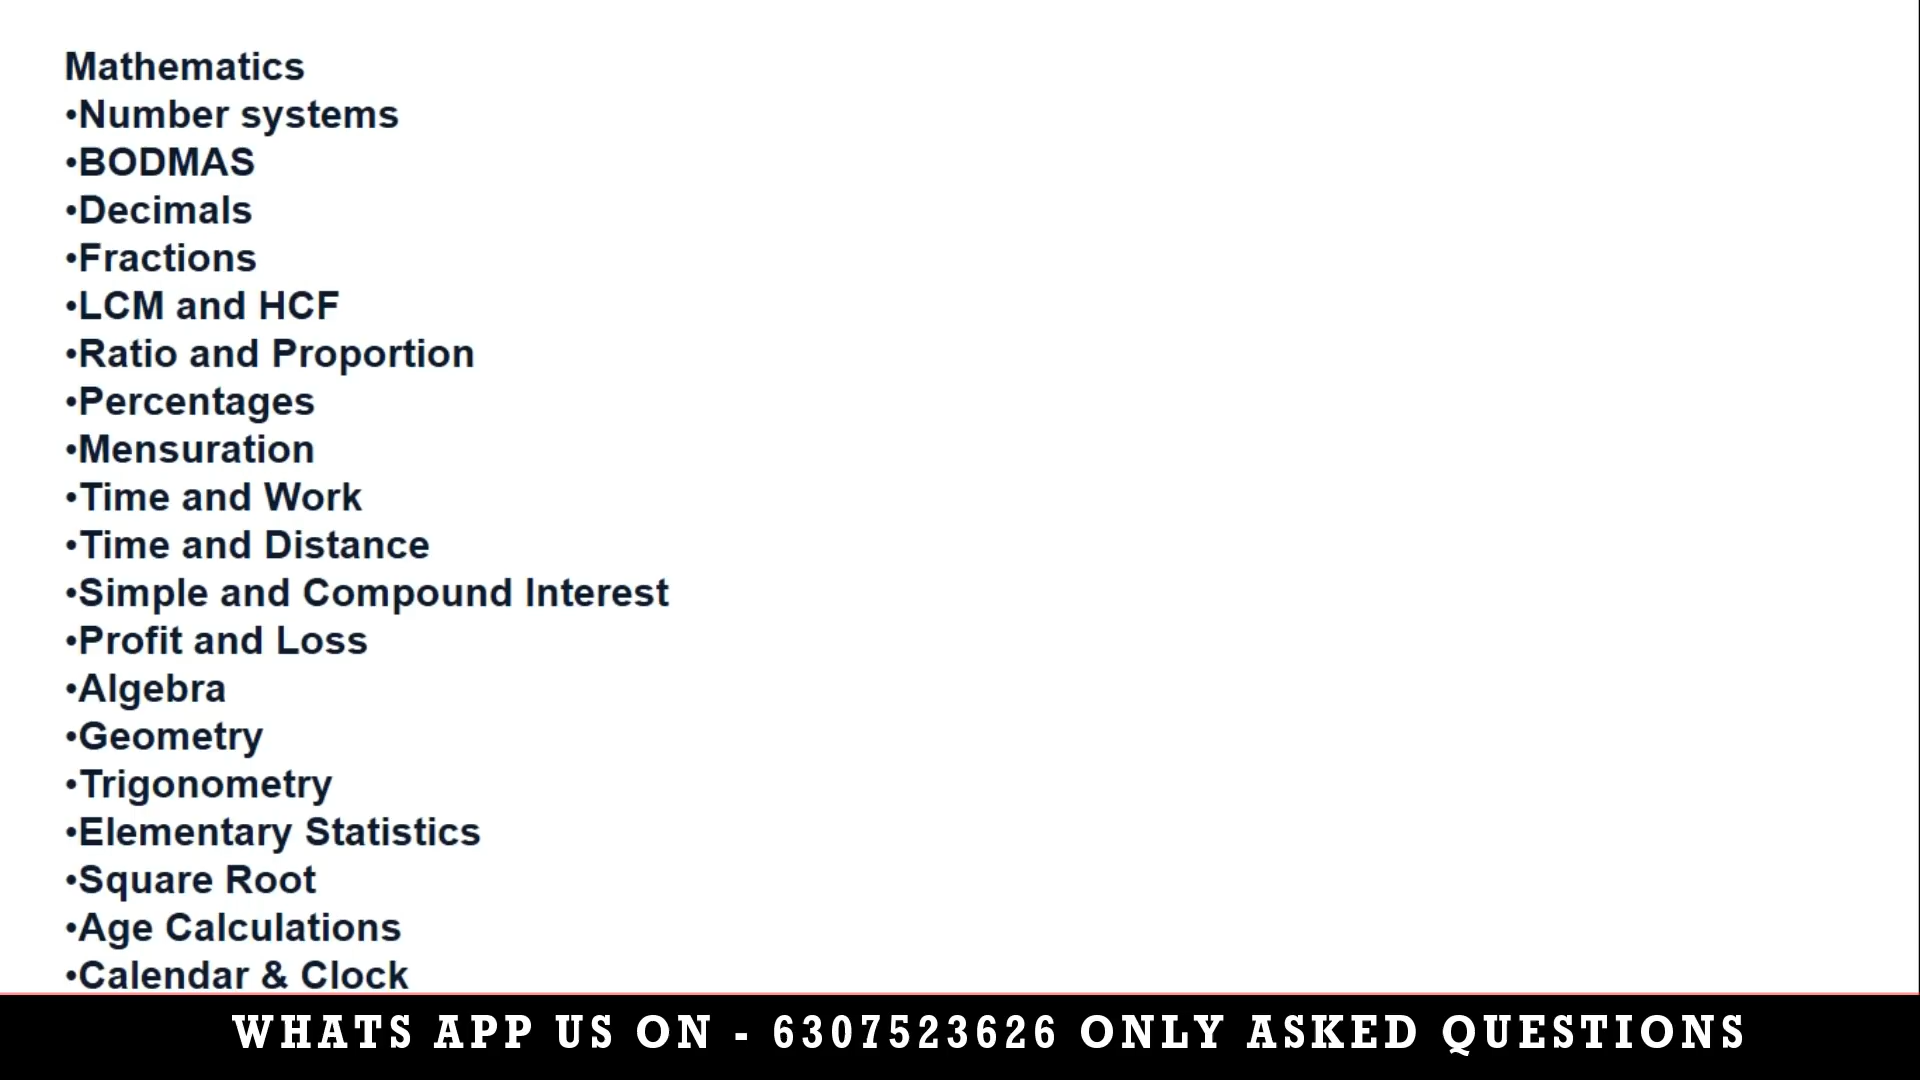 Mathematics
•Number systems
•BODMAS
•Decimals
•Fractions
•LCM and HCF
•Ratio and Proportion
•Percentages
•Mensuration
•Time and Work
•Time and Distance
•Simple and Compound Interest
•Profit and Loss
•Algebra
•Geometry
•Trigonometry
•Elementary Statistics
•Square Root
•Age Calculations
•Calendar & Clock
WHATS APP US ON - 6307523626 ONLY ASKED QUESTIONS